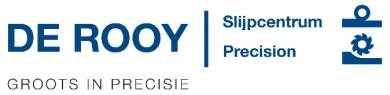 DE ROOY
GROOTS IN PRECISIE
Slijpcentrum
Precision